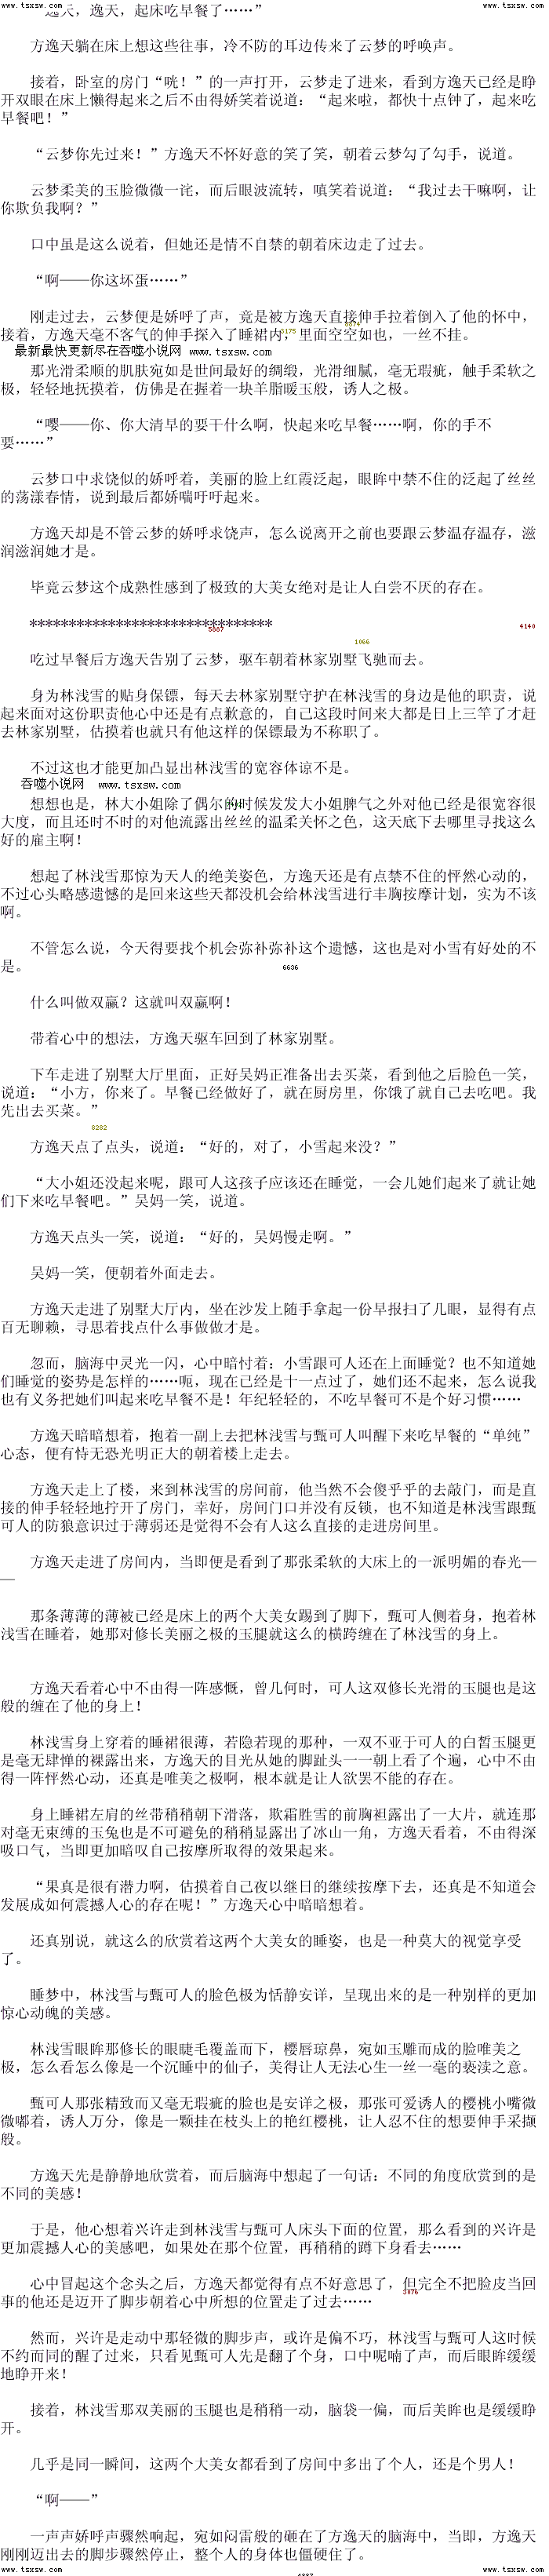 www.tsxsw.com www.tsxsw.com
逸天，逸天，起床吃早餐了……”
方逸天躺在床上想这些往事，冷不防的耳边传来了云梦的呼唤声。
接着，卧室的房门“咣！”的一声打开，云梦走了进来，看到方逸天已经是睁
开双眼在床上懒得起来之后不由得娇笑着说道：“起来啦，都快十点钟了，起来吃
早餐吧！”
“云梦你先过来！”方逸天不怀好意的笑了笑，朝着云梦勾了勾手，说道。
云梦柔美的玉脸微微一诧，而后眼波流转，嗔笑着说道：“我过去干嘛啊，让
你欺负我啊？”
口中虽是这么说着，但她还是情不自禁的朝着床边走了过去。
“啊——你这坏蛋……”
刚走过去，云梦便是娇呼了声，竟是被方逸天直接伸手拉着倒入了他的怀中，
接着，方逸天毫不客气的伸手探入了睡裙内，里面空空如也，一丝不挂。
最新最快更新尽在吞噬小说网 www.tsxsw.com
那光滑柔顺的肌肤宛如是世间最好的绸缎，光滑细腻，毫无瑕疵，触手柔软之
极，轻轻地抚摸着，仿佛是在握着一块羊脂暖玉般，诱人之极。
“嘤——你、你大清早的要干什么啊，快起来吃早餐……啊，你的手不
要……”
云梦口中求饶似的娇呼着，美丽的脸上红霞泛起，眼眸中禁不住的泛起了丝丝
的荡漾春情，说到最后都娇喘吁吁起来。
方逸天却是不管云梦的娇呼求饶声，怎么说离开之前也要跟云梦温存温存，滋
润滋润她才是。
毕竟云梦这个成熟性感到了极致的大美女绝对是让人白尝不厌的存在。
*******************************
5887 4140
1066
吃过早餐后方逸天告别了云梦，驱车朝着林家别墅飞驰而去。
身为林浅雪的贴身保镖，每天去林家别墅守护在林浅雪的身边是他的职责，说
起来面对这份职责他心中还是有点歉意的，自己这段时间来大都是日上三竿了才赶
去林家别墅，估摸着也就只有他这样的保镖最为不称职了。
不过这也才能更加凸显出林浅雪的宽容体谅不是。
吞噬小说网 www.tsxsw.com
想想也是，林大小姐除了偶尔的时候发发大小姐脾气之外对他已经是很宽容很
大度，而且还时不时的对他流露出丝丝的温柔关怀之色，这天底下去哪里寻找这么
好的雇主啊！
想起了林浅雪那惊为天人的绝美姿色，方逸天还是有点禁不住的怦然心动的，
不过心头略感遗憾的是回来这些天都没机会给林浅雪进行丰胸按摩计划，实为不该
啊。
不管怎么说，今天得要找个机会弥补弥补这个遗憾，这也是对小雪有好处的不
是。
6636
什么叫做双赢？这就叫双赢啊！
带着心中的想法，方逸天驱车回到了林家别墅。
下车走进了别墅大厅里面，正好吴妈正准备出去买菜，看到他之后脸色一笑，
说道：“小方，你来了。早餐已经做好了，就在厨房里，你饿了就自己去吃吧。我
先出去买菜。”
8282
方逸天点了点头，说道：“好的，对了，小雪起来没？”
“大小姐还没起来呢，跟可人这孩子应该还在睡觉，一会儿她们起来了就让她
们下来吃早餐吧。”吴妈一笑，说道。
方逸天点头一笑，说道：“好的，吴妈慢走啊。”
吴妈一笑，便朝着外面走去。
方逸天走进了别墅大厅内，坐在沙发上随手拿起一份早报扫了几眼，显得有点
百无聊赖，寻思着找点什么事做做才是。
忽而，脑海中灵光一闪，心中暗忖着：小雪跟可人还在上面睡觉？也不知道她
们睡觉的姿势是怎样的……呃，现在已经是十一点过了，她们还不起来，怎么说我
也有义务把她们叫起来吃早餐不是！年纪轻轻的，不吃早餐可不是个好习惯……
方逸天暗暗想着，抱着一副上去把林浅雪与甄可人叫醒下来吃早餐的“单纯”
心态，便有恃无恐光明正大的朝着楼上走去。
方逸天走上了楼，来到林浅雪的房间前，他当然不会傻乎乎的去敲门，而是直
接的伸手轻轻地拧开了房门，幸好，房间门口并没有反锁，也不知道是林浅雪跟甄
可人的防狼意识过于薄弱还是觉得不会有人这么直接的走进房间里。
方逸天走进了房间内，当即便是看到了那张柔软的大床上的一派明媚的春光—
—
那条薄薄的薄被已经是床上的两个大美女踢到了脚下，甄可人侧着身，抱着林
浅雪在睡着，她那对修长美丽之极的玉腿就这么的横跨缠在了林浅雪的身上。
方逸天看着心中不由得一阵感慨，曾几何时，可人这双修长光滑的玉腿也是这
般的缠在了他的身上！
林浅雪身上穿着的睡裙很薄，若隐若现的那种，一双不亚于可人的白皙玉腿更
是毫无肆惮的裸露出来，方逸天的目光从她的脚趾头一一朝上看了个遍，心中不由
得一阵怦然心动，还真是唯美之极啊，根本就是让人欲罢不能的存在。
身上睡裙左肩的丝带稍稍朝下滑落，欺霜胜雪的前胸袒露出了一大片，就连那
对毫无束缚的玉兔也是不可避免的稍稍显露出了冰山一角，方逸天看着，不由得深
吸口气，当即更加暗叹自己按摩所取得的效果起来。
“果真是很有潜力啊，估摸着自己夜以继日的继续按摩下去，还真是不知道会
发展成如何震撼人心的存在呢！”方逸天心中暗暗想着。
还真别说，就这么的欣赏着这两个大美女的睡姿，也是一种莫大的视觉享受
了。
睡梦中，林浅雪与甄可人的脸色极为恬静安详，呈现出来的是一种别样的更加
惊心动魄的美感。
林浅雪眼眸那修长的眼睫毛覆盖而下，樱唇琼鼻，宛如玉雕而成的脸唯美之
极，怎么看怎么像是一个沉睡中的仙子，美得让人无法心生一丝一毫的亵渎之意。
甄可人那张精致而又毫无瑕疵的脸也是安详之极，那张可爱诱人的樱桃小嘴微
微嘟着，诱人万分，像是一颗挂在枝头上的艳红樱桃，让人忍不住的想要伸手采撷
般。
方逸天先是静静地欣赏着，而后脑海中想起了一句话：不同的角度欣赏到的是
不同的美感！
于是，他心想着兴许走到林浅雪与甄可人床头下面的位置，那么看到的兴许是
更加震撼人心的美感吧，如果处在那个位置，再稍稍的蹲下身看去……
心中冒起这个念头之后，方逸天都觉得有点不好意思了，但完全不把脸皮当回
事的他还是迈开了脚步朝着心中所想的位置走了过去……
然而，兴许是走动中那轻微的脚步声，或许是偏不巧，林浅雪与甄可人这时候
不约而同的醒了过来，只看见甄可人先是翻了个身，口中呢喃了声，而后眼眸缓缓
地睁开来！
接着，林浅雪那双美丽的玉腿也是稍稍一动，脑袋一偏，而后美眸也是缓缓睁
开。
几乎是同一瞬间，这两个大美女都看到了房间中多出了个人，还是个男人！
“啊——”
一声声娇呼声骤然响起，宛如闷雷般的砸在了方逸天的脑海中，当即，方逸天
刚刚迈出去的脚步骤然停止，整个人的身体也僵硬住了。
www.tsxsw.com www.tsxsw.com